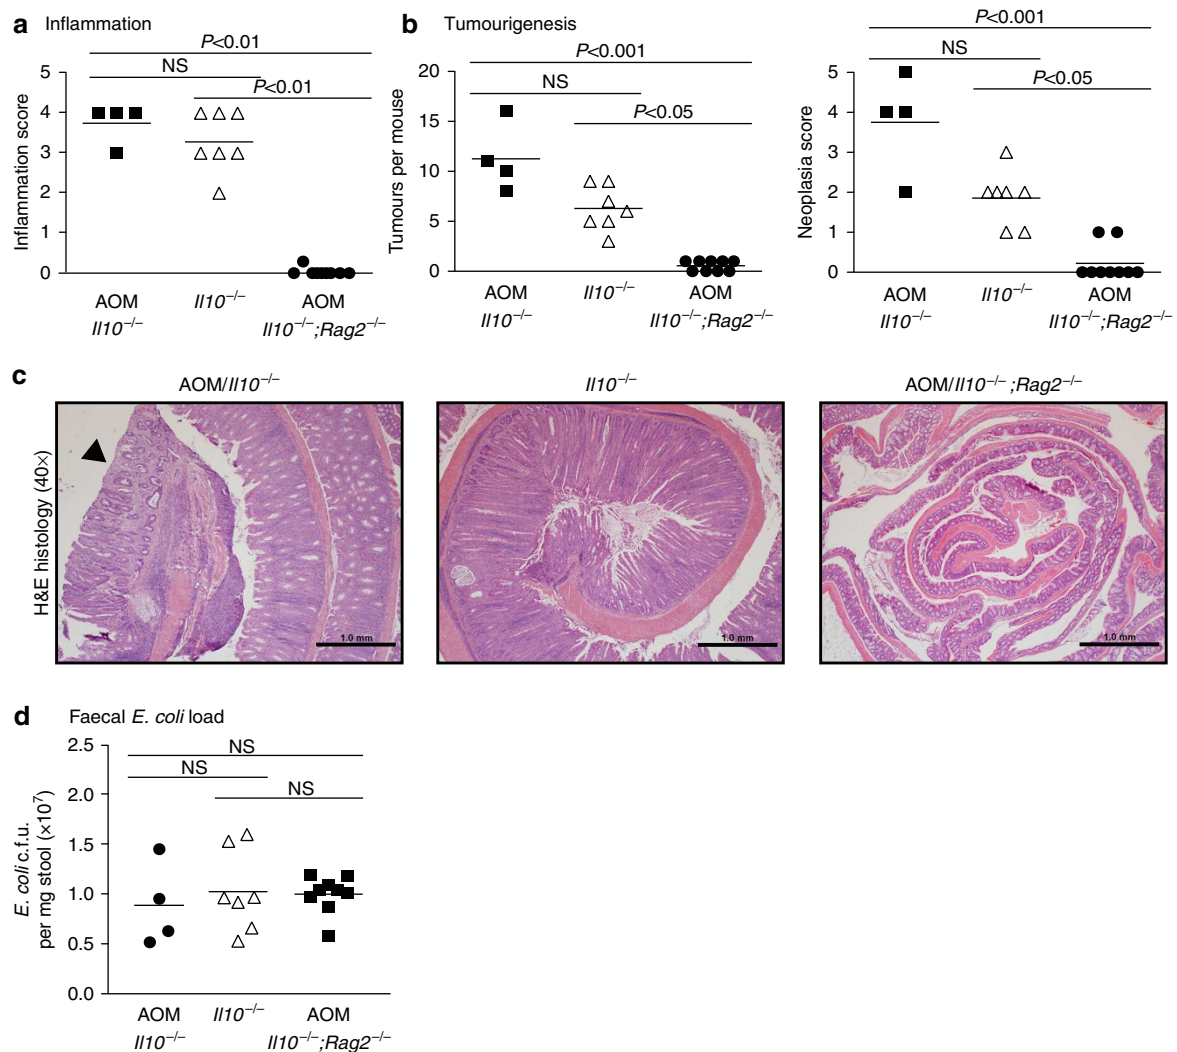 a Inflammation
P<0.01
NS
P<0.01
Inflammation score
5
4
3
2
1
0
AOM Il10⁻/⁻
Il10⁻/⁻
AOM Il10⁻/⁻;Rag2⁻/⁻
b Tumourigenesis
P<0.001
NS
P<0.05
Tumours per mouse
20
15
10
5
0
AOM Il10⁻/⁻
Il10⁻/⁻
AOM Il10⁻/⁻;Rag2⁻/⁻
P<0.001
NS
P<0.05
Neoplasia score
5
4
3
2
1
0
AOM Il10⁻/⁻
Il10⁻/⁻
AOM Il10⁻/⁻;Rag2⁻/⁻
c
AOM/Il10⁻/⁻
Il10⁻/⁻
AOM/Il10⁻/⁻;Rag2⁻/⁻
H&E histology (40×)
1.0 mm
1.0 mm
1.0 mm
d Faecal E. coli load
NS
NS
NS
E. coli c.f.u.
per mg stool (×10⁷)
2.5
2.0
1.5
1.0
0.5
0.0
AOM Il10⁻/⁻
Il10⁻/⁻
AOM Il10⁻/⁻;Rag2⁻/⁻